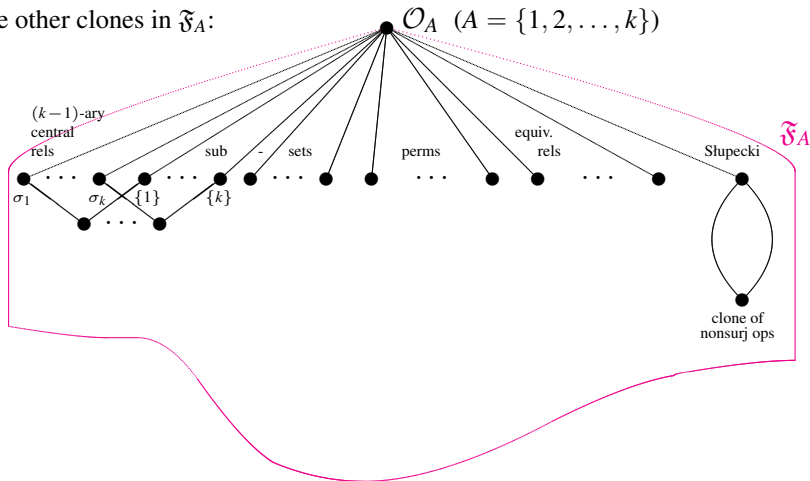 e other clones in 𝔉_A:
𝒪_A (A = {1, 2, . . . , k})
(k − 1)-ary
central
rels
sub - sets
perms
equiv.
rels
Słupecki
𝔉_A
. . .
. . .
. . .
. . .
. . .
σ_1
σ_k
{1}
{k}
. . .
clone of
nonsurj ops